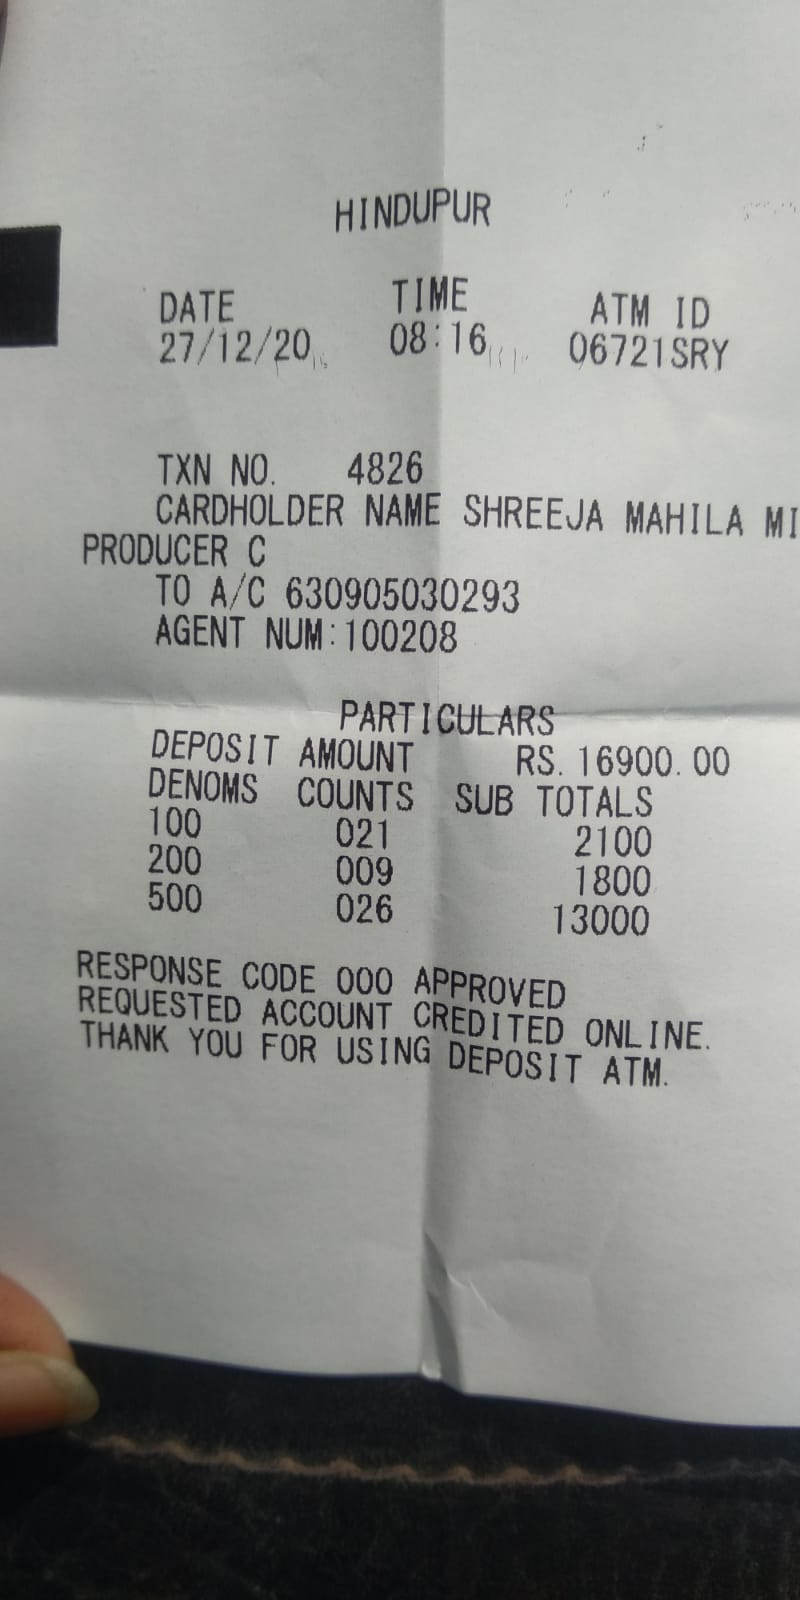 HINDUPUR
DATE TIME ATM ID
27/12/20 08:16 06721SRY
TXN NO. 4826
CARDHOLDER NAME SHREEJA MAHILA MI
PRODUCER C
TO A/C 630905030293
AGENT NUM:100208
PARTICULARS
DEPOSIT AMOUNT RS. 16900.00
DENOMS COUNTS SUB TOTALS
100 021 2100
200 009 1800
500 026 13000
RESPONSE CODE 000 APPROVED
REQUESTED ACCOUNT CREDITED ONLINE.
THANK YOU FOR USING DEPOSIT ATM.